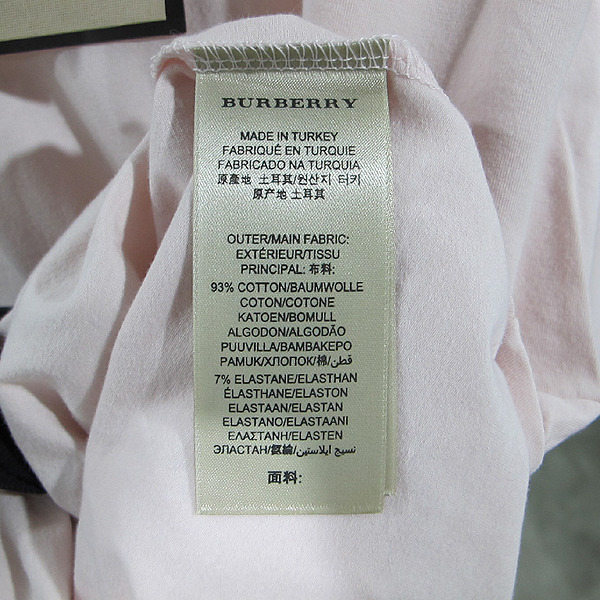 BURBERRY
MADE IN TURKEY
FABRIQUÉ EN TURQUIE
FABRICADO NA TURQUIA
原産地 土耳其/원산지 터키
原产地 土耳其
OUTER/MAIN FABRIC:
EXTÉRIEUR/TISSU
PRINCIPAL: 布料:
93% COTTON/BAUMWOLLE
COTON/COTONE
KATOEN/BOMULL
ALGODON/ALGODÃO
PUUVILLA/BAMBAKEPO
PAMUK/ХЛОПОК/棉/قطن
7% ELASTANE/ELASTHAN
ÉLASTHANE/ELASTON
ELASTAAN/ELASTAN
ELASTANO/ELASTAANI
ΕΛΑΣΤΑΝΗ/ELASTEN
ЭЛАСТАН/氨綸/نسيج ايلاستين
面料: